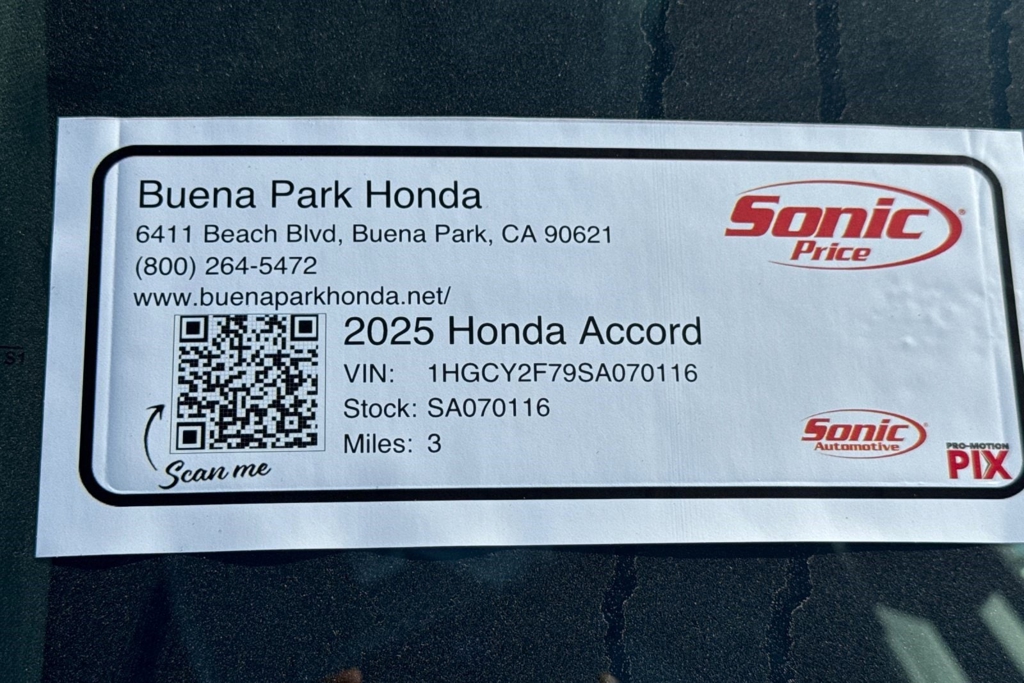 Buena Park Honda
6411 Beach Blvd, Buena Park, CA 90621
(800) 264-5472
www.buenaparkhonda.net/
Sonic®
Price
2025 Honda Accord
VIN: 1HGCY2F79SA070116
Stock: SA070116
Miles: 3
Scan me
Sonic®
Automotive
PRO-MOTION
PIX
S1